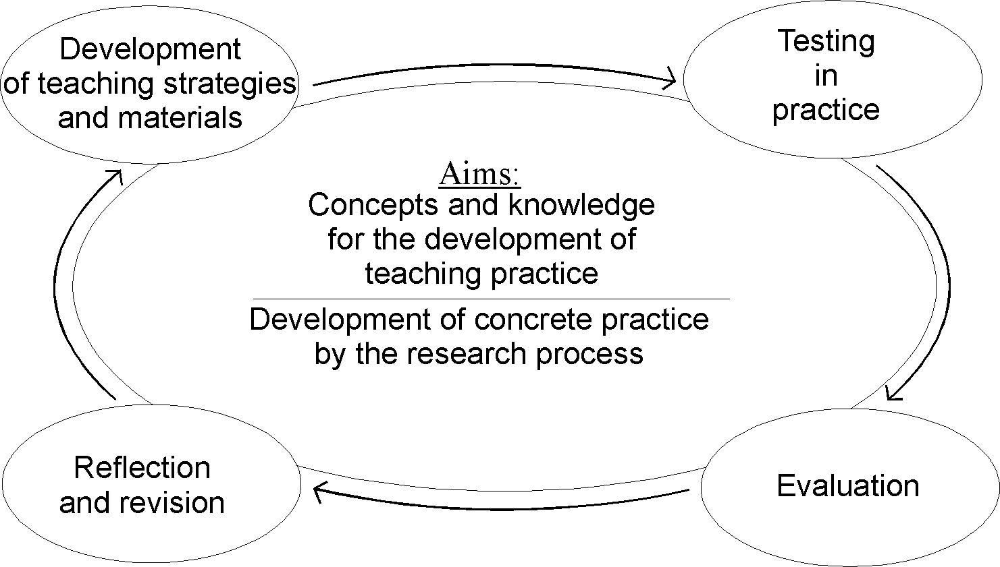 Development
of teaching strategies
and materials
Testing
in
practice
Aims:
Concepts and knowledge
for the development of
teaching practice
Development of concrete practice
by the research process
Reflection
and revision
Evaluation